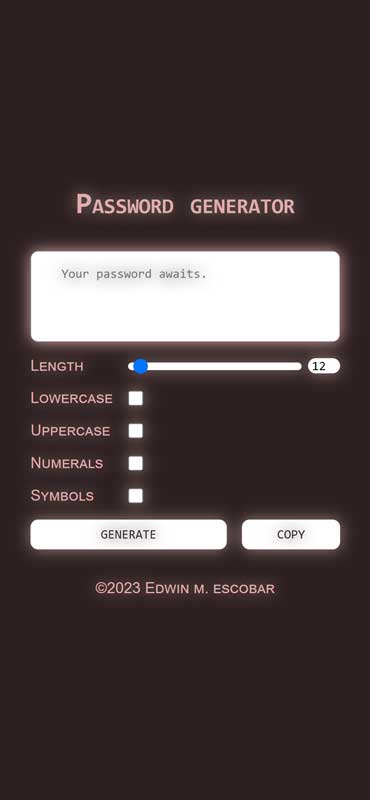 Password generator
Your password awaits.
Length 12
Lowercase
Uppercase
Numerals
Symbols
GENERATE COPY
©2023 Edwin m. escobar